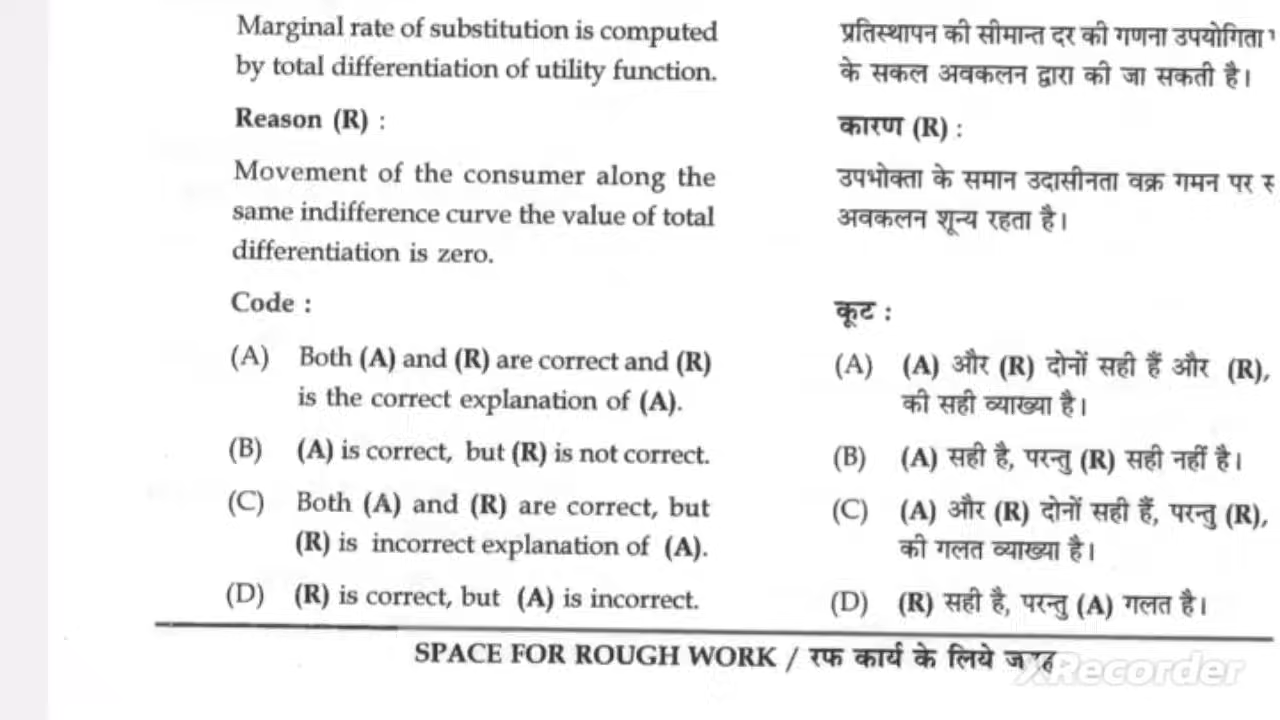 Marginal rate of substitution is computed
by total differentiation of utility function.
Reason (R) :
Movement of the consumer along the
same indifference curve the value of total
differentiation is zero.
Code :
(A) Both (A) and (R) are correct and (R)
is the correct explanation of (A).
(B) (A) is correct, but (R) is not correct.
(C) Both (A) and (R) are correct, but
(R) is incorrect explanation of (A).
(D) (R) is correct, but (A) is incorrect.
प्रतिस्थापन की सीमान्त दर की गणना उपयोगिता
के सकल अवकलन द्वारा की जा सकती है।
कारण (R) :
उपभोक्ता के समान उदासीनता वक्र गमन पर
अवकलन शून्य रहता है।
कूट :
(A) (A) और (R) दोनों सही हैं और (R),
की सही व्याख्या है।
(B) (A) सही है, परन्तु (R) सही नहीं है।
(C) (A) और (R) दोनों सही हैं, परन्तु (R),
की गलत व्याख्या है।
(D) (R) सही है, परन्तु (A) गलत है।
SPACE FOR ROUGH WORK / रफ कार्य के लिये
XRecorder